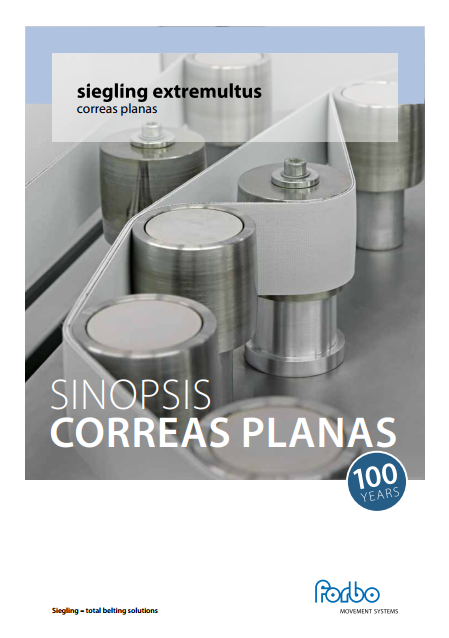 siegling extremultus
correas planas
SINOPSIS
CORREAS PLANAS
100
YEARS
forbo
Siegling – total belting solutions
MOVEMENT SYSTEMS